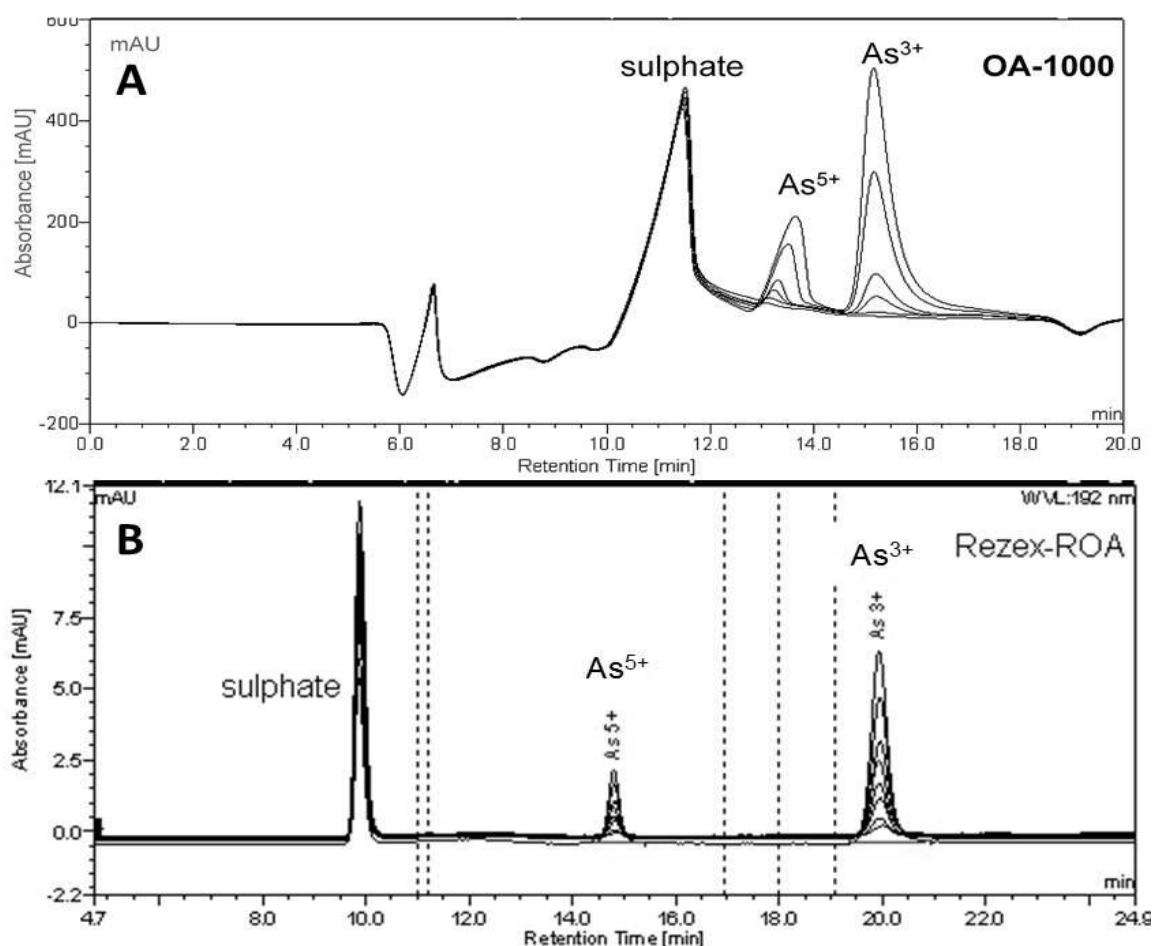 600
mAU
A
sulphate
As³⁺
OA-1000
400
As⁵⁺
Absorbance [mAU]
200
0
-200
min
0.0 2.0 4.0 6.0 8.0 10.0 12.0 14.0 16.0 18.0 20.0
Retention Time [min]
12.1
mAU
WVL:192 nm
B
As³⁺
Rezex-ROA
7.5
As 3+
sulphate
As⁵⁺
Absorbance [mAU]
5.0
As 5+
2.5
0.0
-2.2
min
4.7 8.0 10.0 12.0 14.0 16.0 18.0 20.0 22.0 24.9
Retention Time [min]